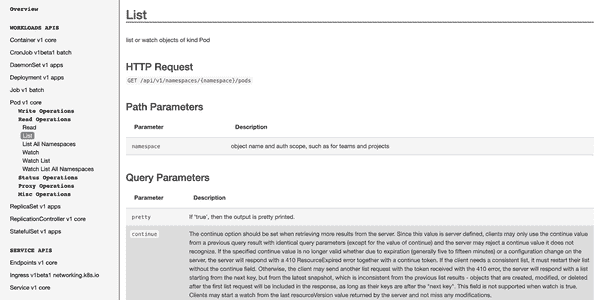 Overview
WORKLOADS APIS
Container v1 core
CronJob v1beta1 batch
DaemonSet v1 apps
Deployment v1 apps
Job v1 batch
Pod v1 core
Write Operations
Read Operations
Read
List
List All Namespaces
Watch
Watch List
Watch List All Namespaces
Status Operations
Proxy Operations
Misc Operations
ReplicaSet v1 apps
ReplicationController v1 core
StatefulSet v1 apps
SERVICE APIS
Endpoints v1 core
Ingress v1beta1 networking.k8s.io
Service v1 core
List
list or watch objects of kind Pod
HTTP Request
GET /api/v1/namespaces/{namespace}/pods
Path Parameters
Parameter Description
namespace object name and auth scope, such as for teams and projects
Query Parameters
Parameter Description
pretty If 'true', then the output is pretty printed.
continue The continue option should be set when retrieving more results from the server. Since this value is server defined, clients may only use the continue value
from a previous query result with identical query parameters (except for the value of continue) and the server may reject a continue value it does not
recognize. If the specified continue value is no longer valid whether due to expiration (generally five to fifteen minutes) or a configuration change on the
server, the server will respond with a 410 ResourceExpired error together with a continue token. If the client needs a consistent list, it must restart their list
without the continue field. Otherwise, the client may send another list request with the token received with the 410 error, the server will respond with a list
starting from the next key, but from the latest snapshot, which is inconsistent from the previous list results - objects that are created, modified, or deleted
after the first list request will be included in the response, as long as their keys are after the "next key". This field is not supported when watch is true.
Clients may start a watch from the last resourceVersion value returned by the server and not miss any modifications.